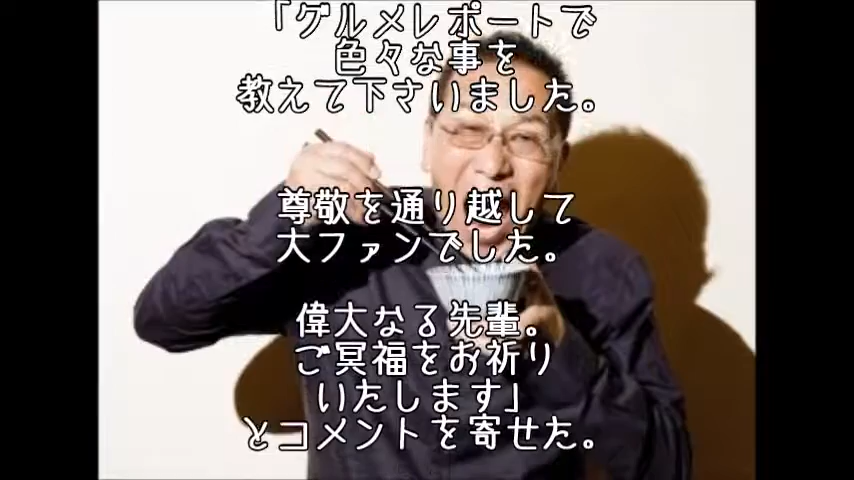 「グルメレポートで
色々な事を
教えて下さいました。
尊敬を通り越して
大ファンでした。
偉大なる先輩。
ご冥福をお祈り
いたします」
とコメントを寄せた。